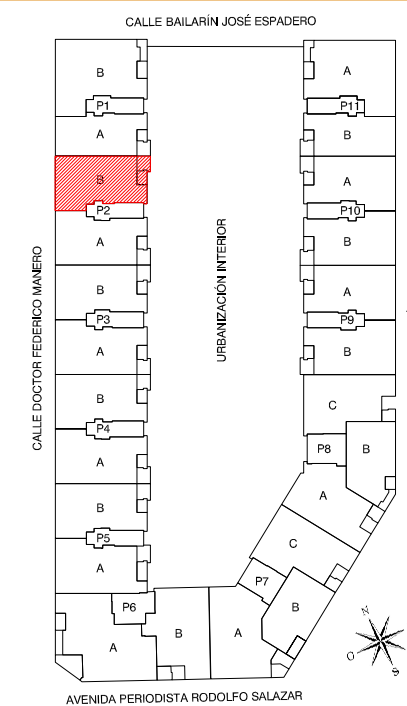 CALLE BAILARÍN JOSÉ ESPADERO
B
A
P1
P11
A
B
B
A
P2
P10
A
B
CALLE DOCTOR FEDERICO MANERO
URBANIZACIÓN INTERIOR
B
A
P3
P9
A
B
B
C
P4
P8
B
A
A
B
C
P5
A
P7
P6
B
B
A
A
N
O
S
AVENIDA PERIODISTA RODOLFO SALAZAR